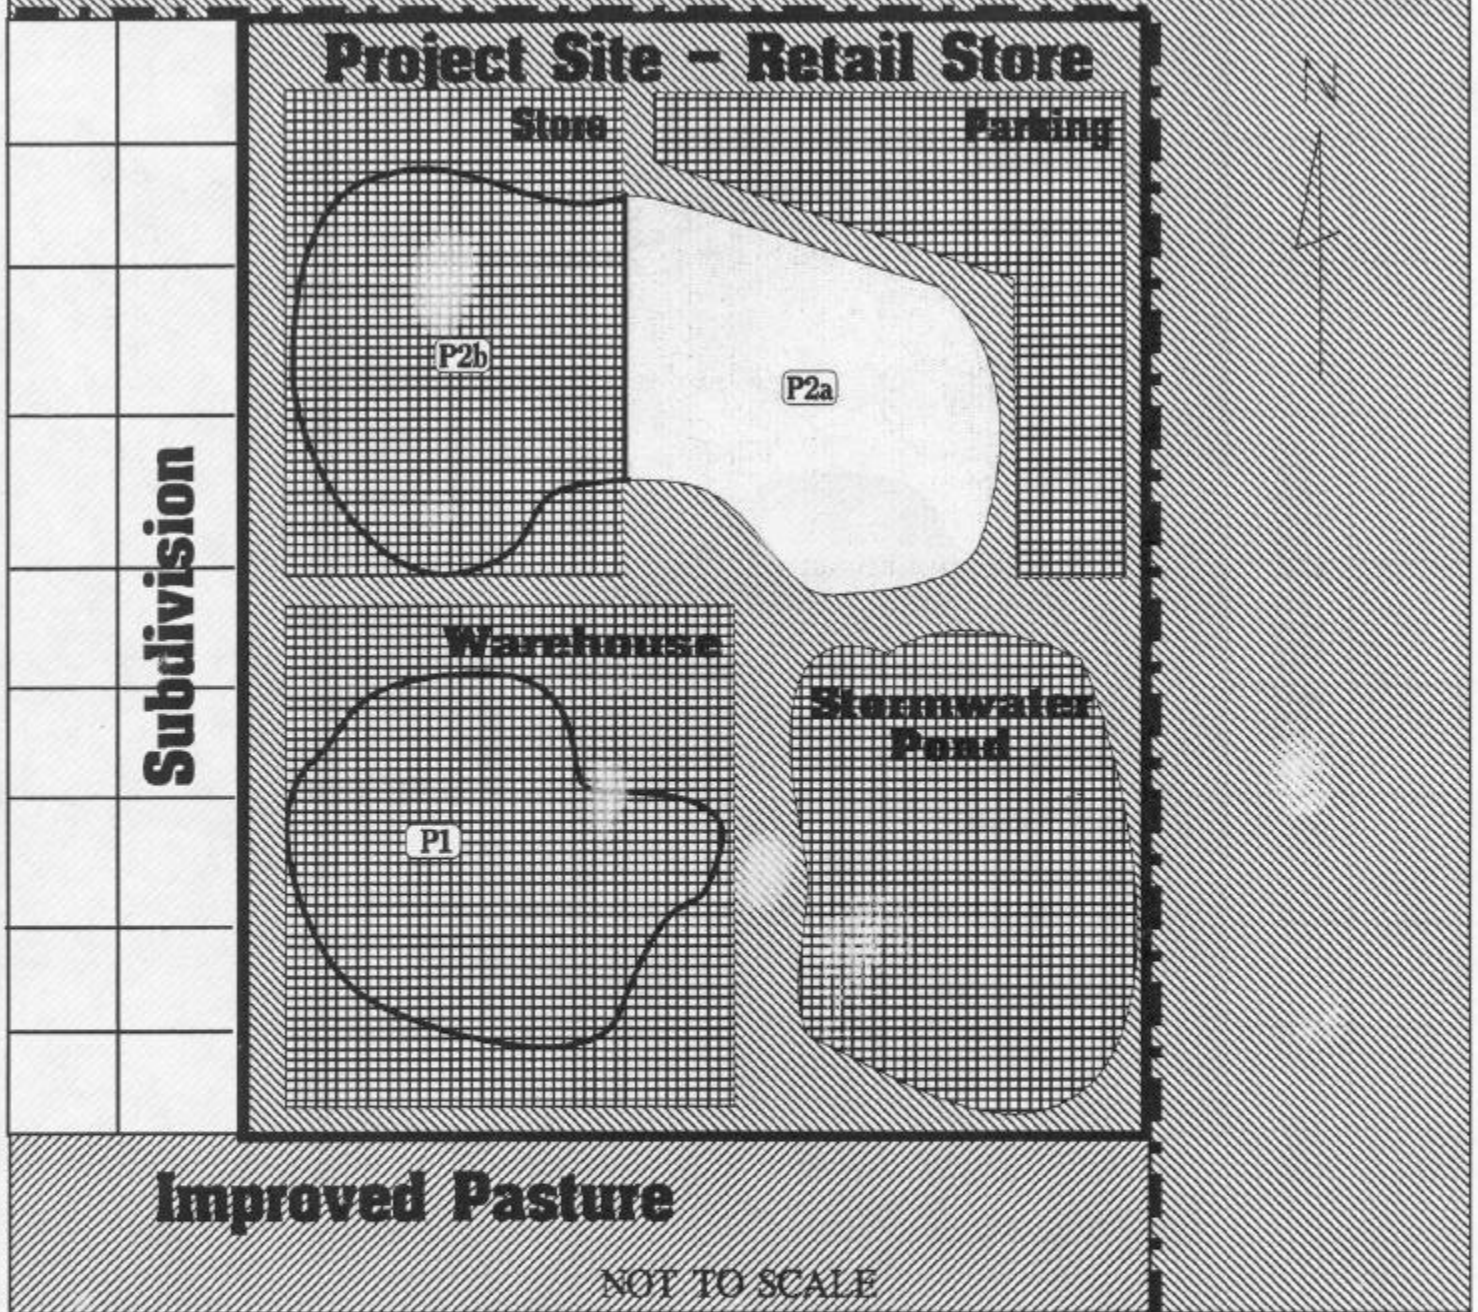 Project Site - Retail Store
Store
Parking
N
P2b
P2a
Subdivision
Warehouse
Stormwater
Pond
P1
Improved Pasture
NOT TO SCALE